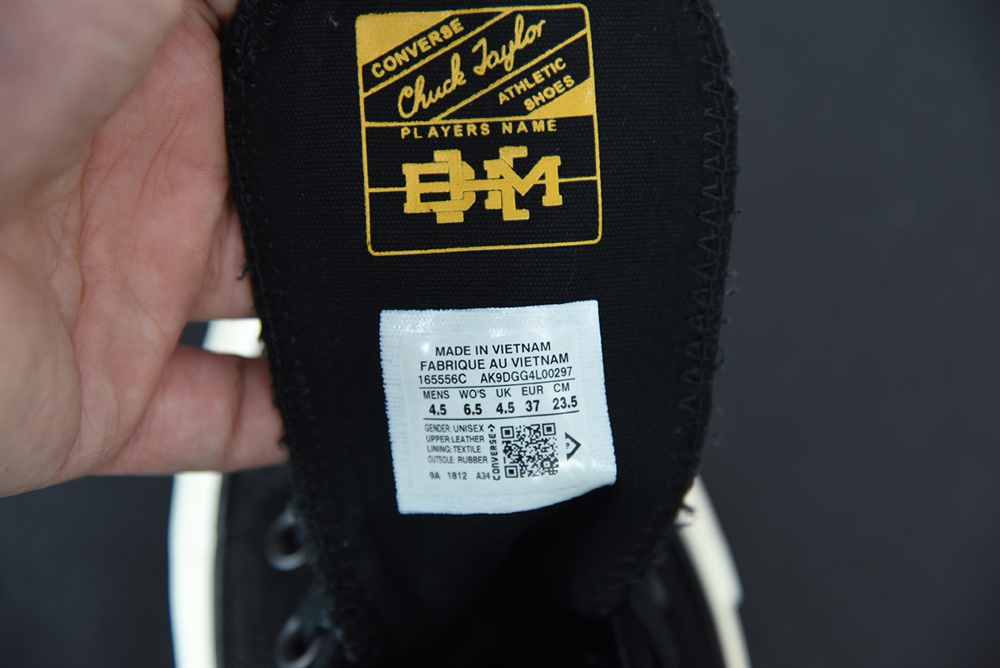 CONVERSE
Chuck Taylor
ATHLETIC
SHOES
PLAYERS NAME
BHM
MADE IN VIETNAM
FABRIQUE AU VIETNAM
165556C AK9DGG4L00297
MENS WO'S UK EUR CM
4.5 6.5 4.5 37 23.5
GENDER: UNISEX
UPPER:LEATHER
LINING: TEXTILE
OUTSOLE: RUBBER
CONVERSE
9A 1812 A34